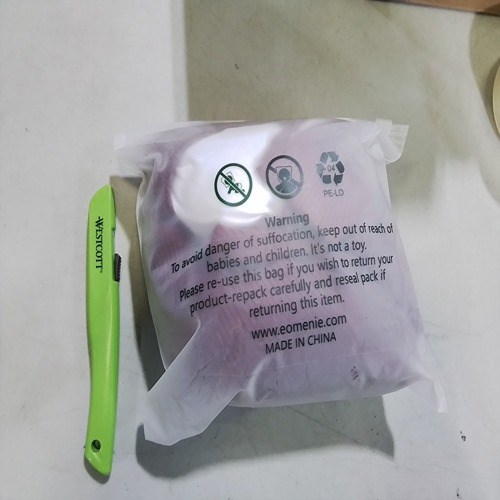 WESTCOTT
04
PE-LD
Warning
To avoid danger of suffocation, keep out of reach of
babies and children. It's not a toy.
Please re-use this bag if you wish to return your
product-repack carefully and reseal pack if
returning this item.
www.eomenie.com
MADE IN CHINA